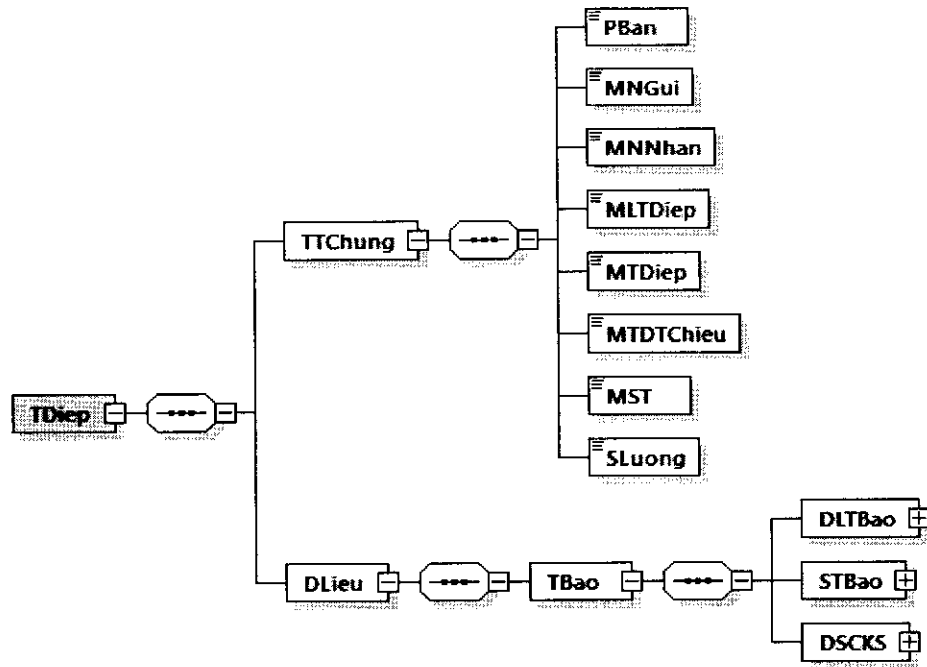 PBan
MNGui
MNNhan
MLTDiep
TTChung
MTDiep
MTDTChieu
TDiep
MST
SLuong
DLTBao
DLieu
TBao
STBao
DSCKS